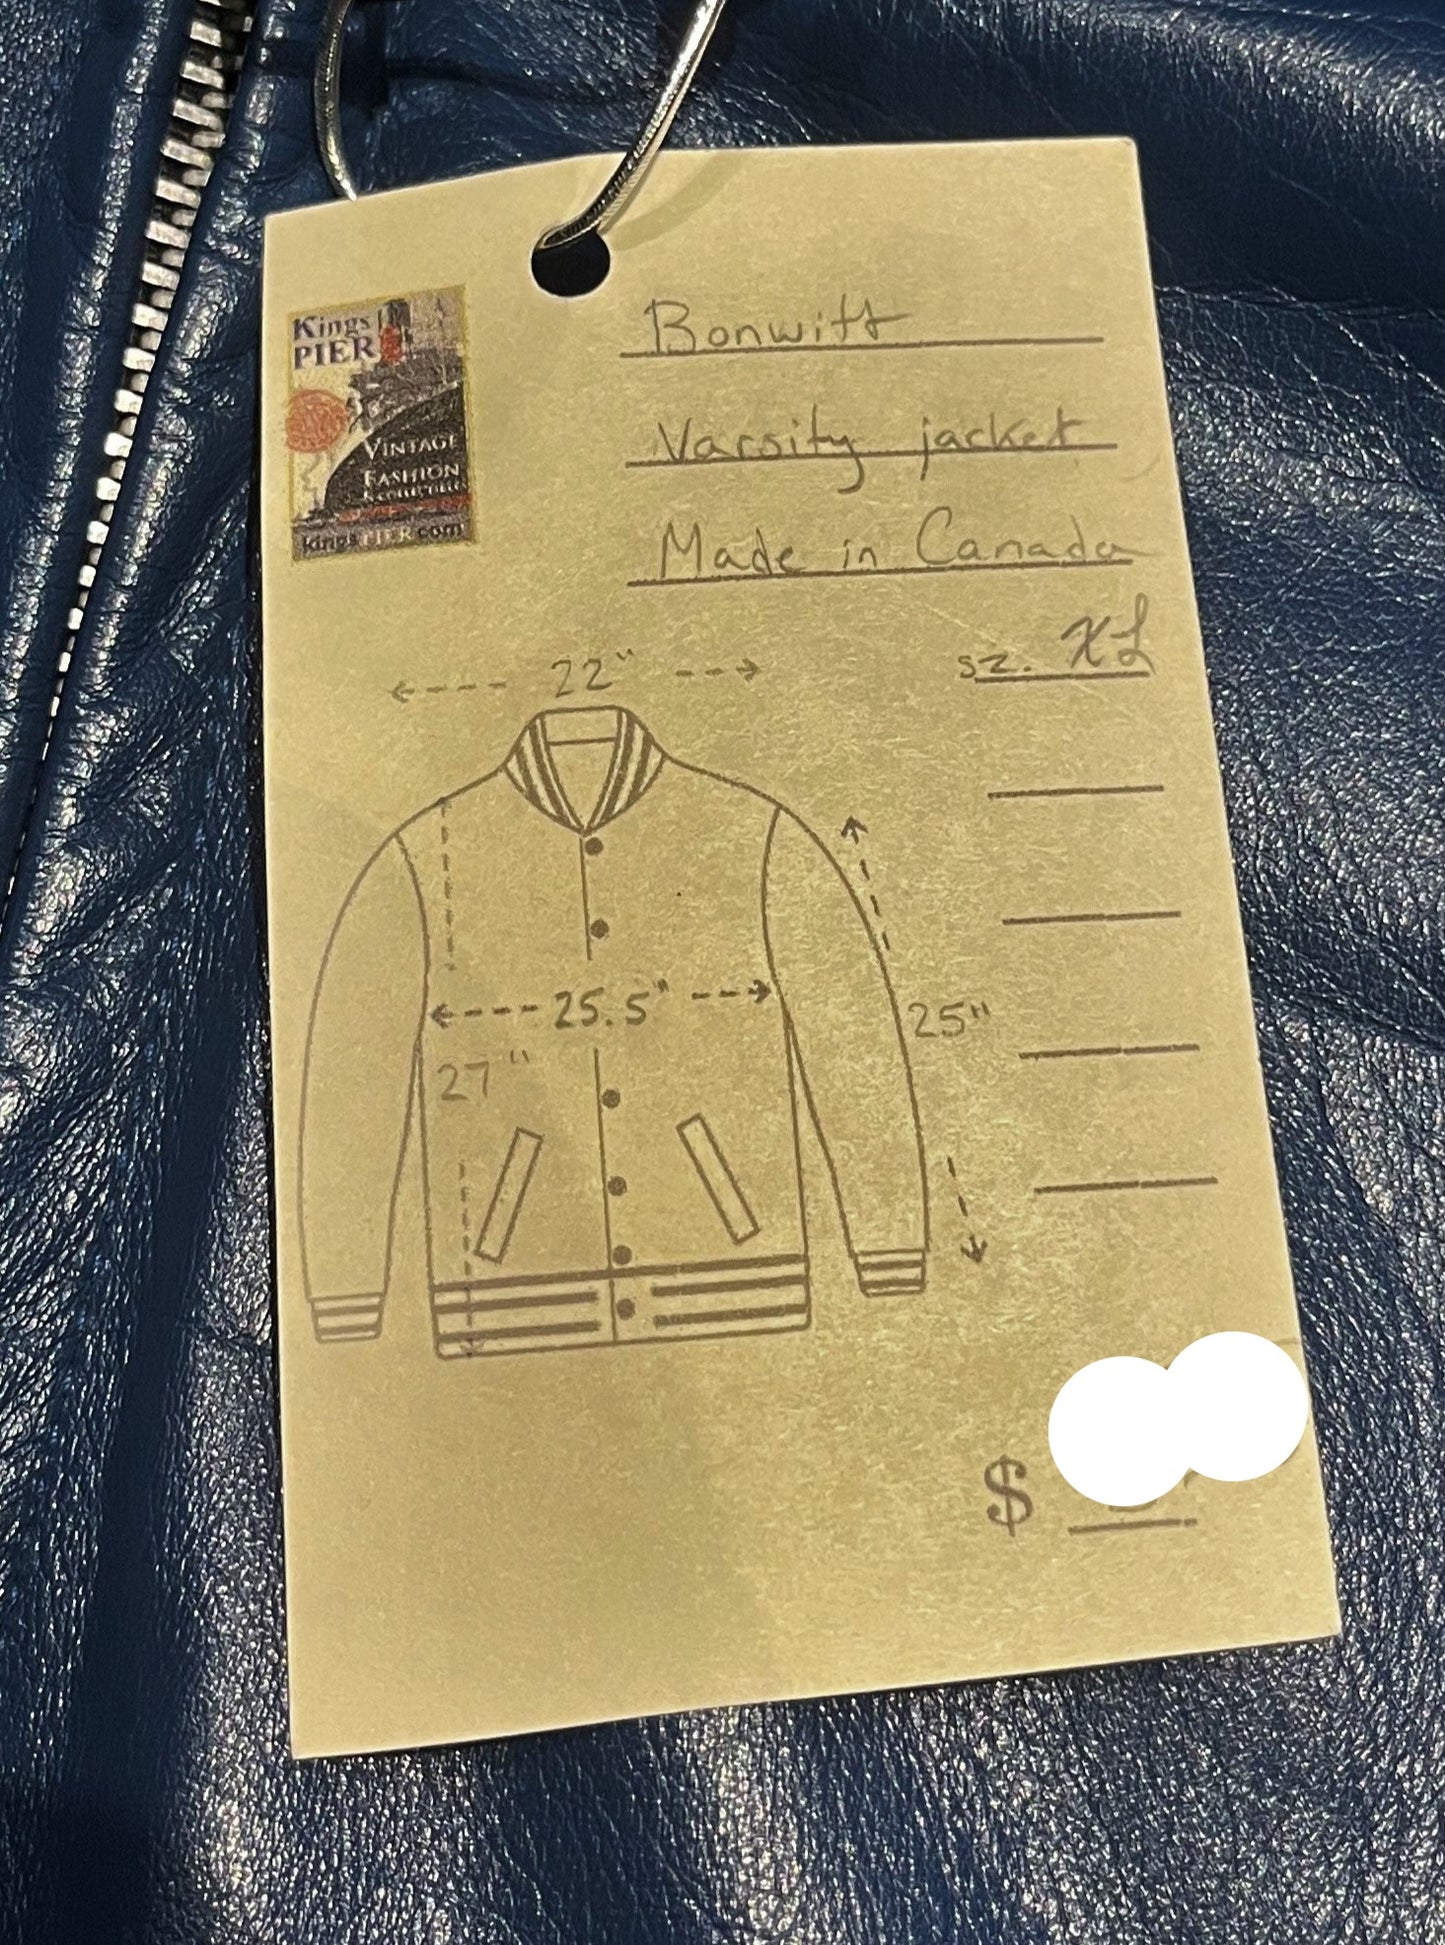 Kings
PIER
VINTAGE
FASHION
& COLLECTIBLES
kingsPIER.com
Bonwitt
Varsity jacket
Made in Canada
sz. XL
22"
25.5"
25"
27"
$